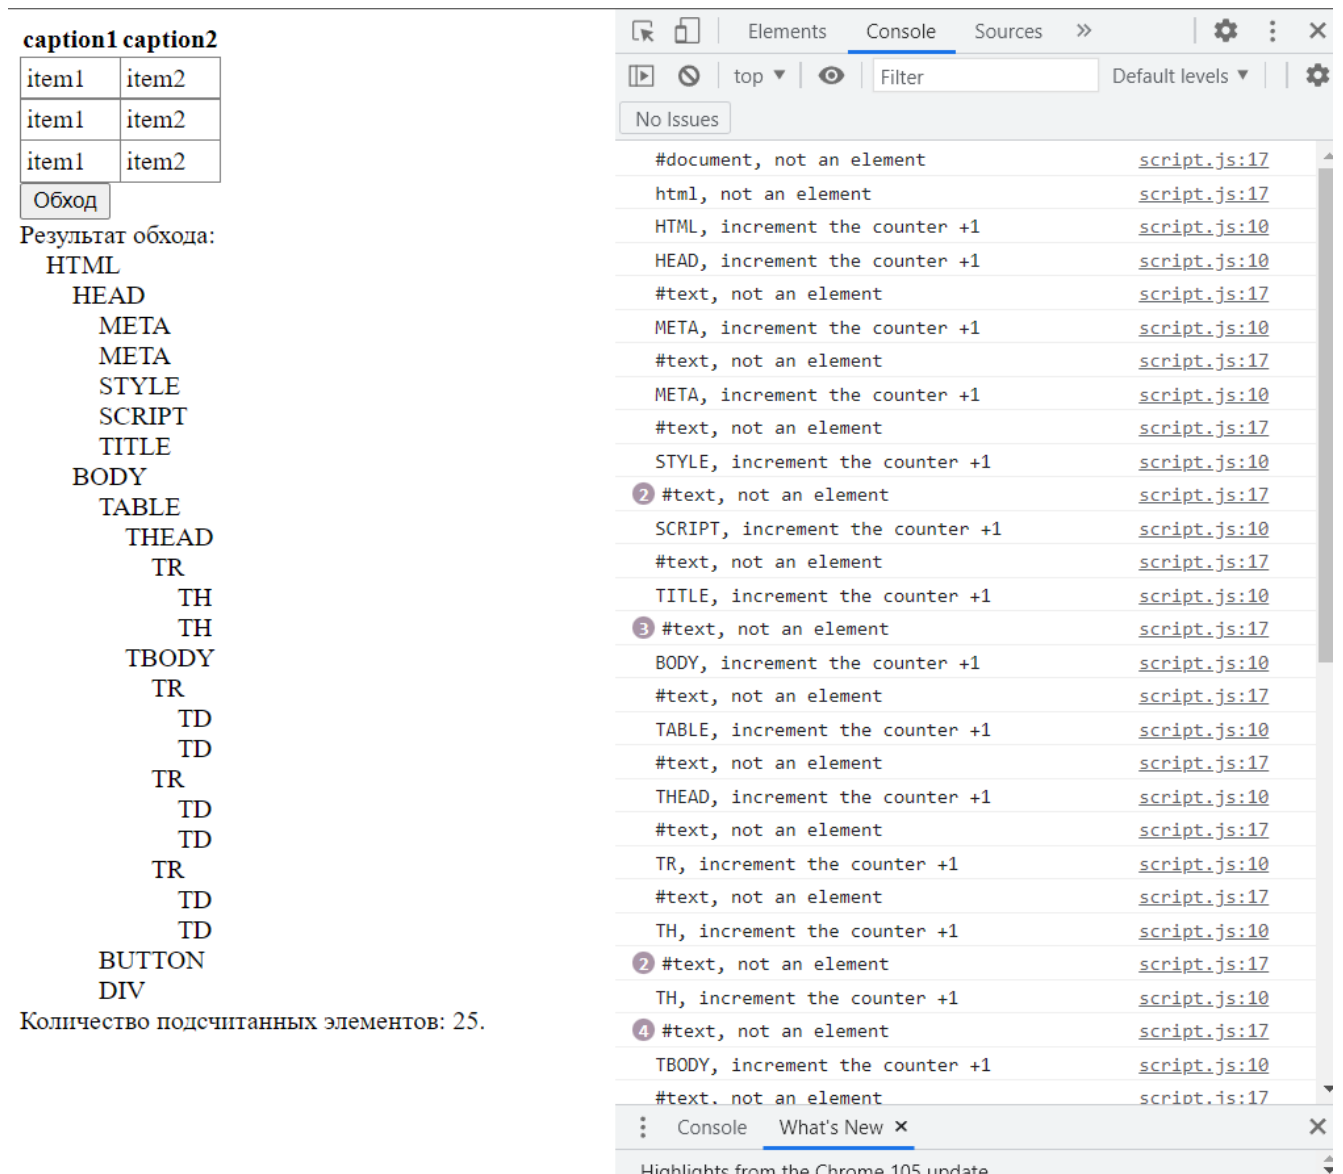 caption1 caption2
item1 item2
item1 item2
item1 item2
Обход
Результат обхода:
HTML
HEAD
META
META
STYLE
SCRIPT
TITLE
BODY
TABLE
THEAD
TR
TH
TH
TBODY
TR
TD
TD
TR
TD
TD
TR
TD
TD
BUTTON
DIV
Количество подсчитанных элементов: 25.
Elements Console Sources
top Filter Default levels
No Issues
#document, not an element script.js:17
html, not an element script.js:17
HTML, increment the counter +1 script.js:10
HEAD, increment the counter +1 script.js:10
#text, not an element script.js:17
META, increment the counter +1 script.js:10
#text, not an element script.js:17
META, increment the counter +1 script.js:10
#text, not an element script.js:17
STYLE, increment the counter +1 script.js:10
2 #text, not an element script.js:17
SCRIPT, increment the counter +1 script.js:10
#text, not an element script.js:17
TITLE, increment the counter +1 script.js:10
3 #text, not an element script.js:17
BODY, increment the counter +1 script.js:10
#text, not an element script.js:17
TABLE, increment the counter +1 script.js:10
#text, not an element script.js:17
THEAD, increment the counter +1 script.js:10
#text, not an element script.js:17
TR, increment the counter +1 script.js:10
#text, not an element script.js:17
TH, increment the counter +1 script.js:10
2 #text, not an element script.js:17
TH, increment the counter +1 script.js:10
4 #text, not an element script.js:17
TBODY, increment the counter +1 script.js:10
#text, not an element script.js:17
Console What's New
Highlights from the Chrome 105 update